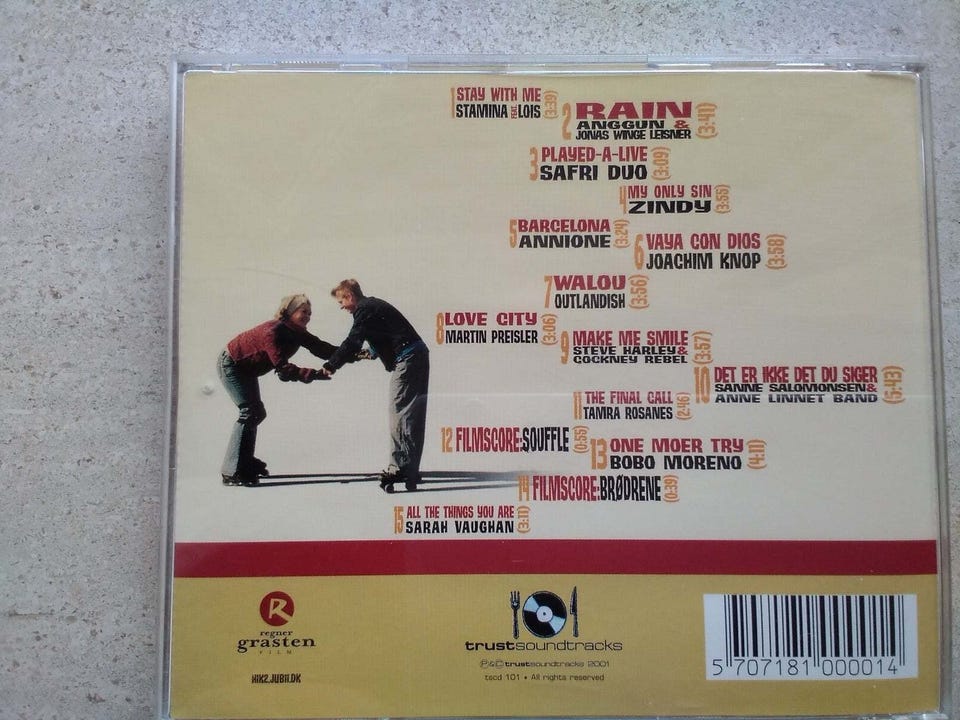 1 STAY WITH ME
STAMINA FEAT. LOIS (3:39)
2 RAIN
ANGGUN &
JONAS WINGE LEISNER (3:41)
3 PLAYED-A-LIVE
SAFRI DUO (3:09)
4 MY ONLY SIN
ZINDY (3:55)
5 BARCELONA
ANNIONE (3:24)
6 VAYA CON DIOS
JOACHIM KNOP (3:58)
7 WALOU
OUTLANDISH (3:56)
8 LOVE CITY
MARTIN PREISLER (3:06)
9 MAKE ME SMILE
STEVE HARLEY &
COCKNEY REBEL (3:57)
10 DET ER IKKE DET DU SIGER
SANNE SALOMONSEN &
ANNE LINNET BAND (5:43)
11 THE FINAL CALL
TAMRA ROSANES (2:46)
12 FILMSCORE:SOUFFLE (0:55)
13 ONE MOER TRY
BOBO MORENO (4:11)
14 FILMSCORE:BRØDRENE (0:39)
15 ALL THE THINGS YOU ARE
SARAH VAUGHAN (3:11)
R
regner
grasten
FILM
HIK2.JUBII.DK
trustsoundtracks
℗&© trustsoundtracks 2001
tscd 101 • All rights reserved
5 707181 000014